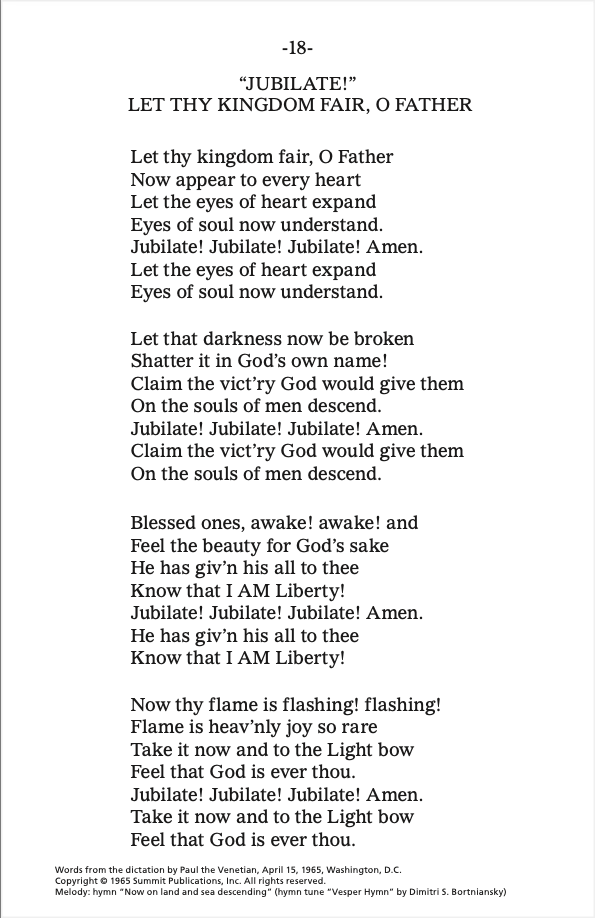 -18-
“JUBILATE!”
LET THY KINGDOM FAIR, O FATHER
Let thy kingdom fair, O Father
Now appear to every heart
Let the eyes of heart expand
Eyes of soul now understand.
Jubilate! Jubilate! Jubilate! Amen.
Let the eyes of heart expand
Eyes of soul now understand.
Let that darkness now be broken
Shatter it in God’s own name!
Claim the vict’ry God would give them
On the souls of men descend.
Jubilate! Jubilate! Jubilate! Amen.
Claim the vict’ry God would give them
On the souls of men descend.
Blessed ones, awake! awake! and
Feel the beauty for God’s sake
He has giv’n his all to thee
Know that I AM Liberty!
Jubilate! Jubilate! Jubilate! Amen.
He has giv’n his all to thee
Know that I AM Liberty!
Now thy flame is flashing! flashing!
Flame is heav’nly joy so rare
Take it now and to the Light bow
Feel that God is ever thou.
Jubilate! Jubilate! Jubilate! Amen.
Take it now and to the Light bow
Feel that God is ever thou.
Words from the dictation by Paul the Venetian, April 15, 1965, Washington, D.C.
Copyright © 1965 Summit Publications, Inc. All rights reserved.
Melody: hymn “Now on land and sea descending” (hymn tune “Vesper Hymn” by Dimitri S. Bortniansky)